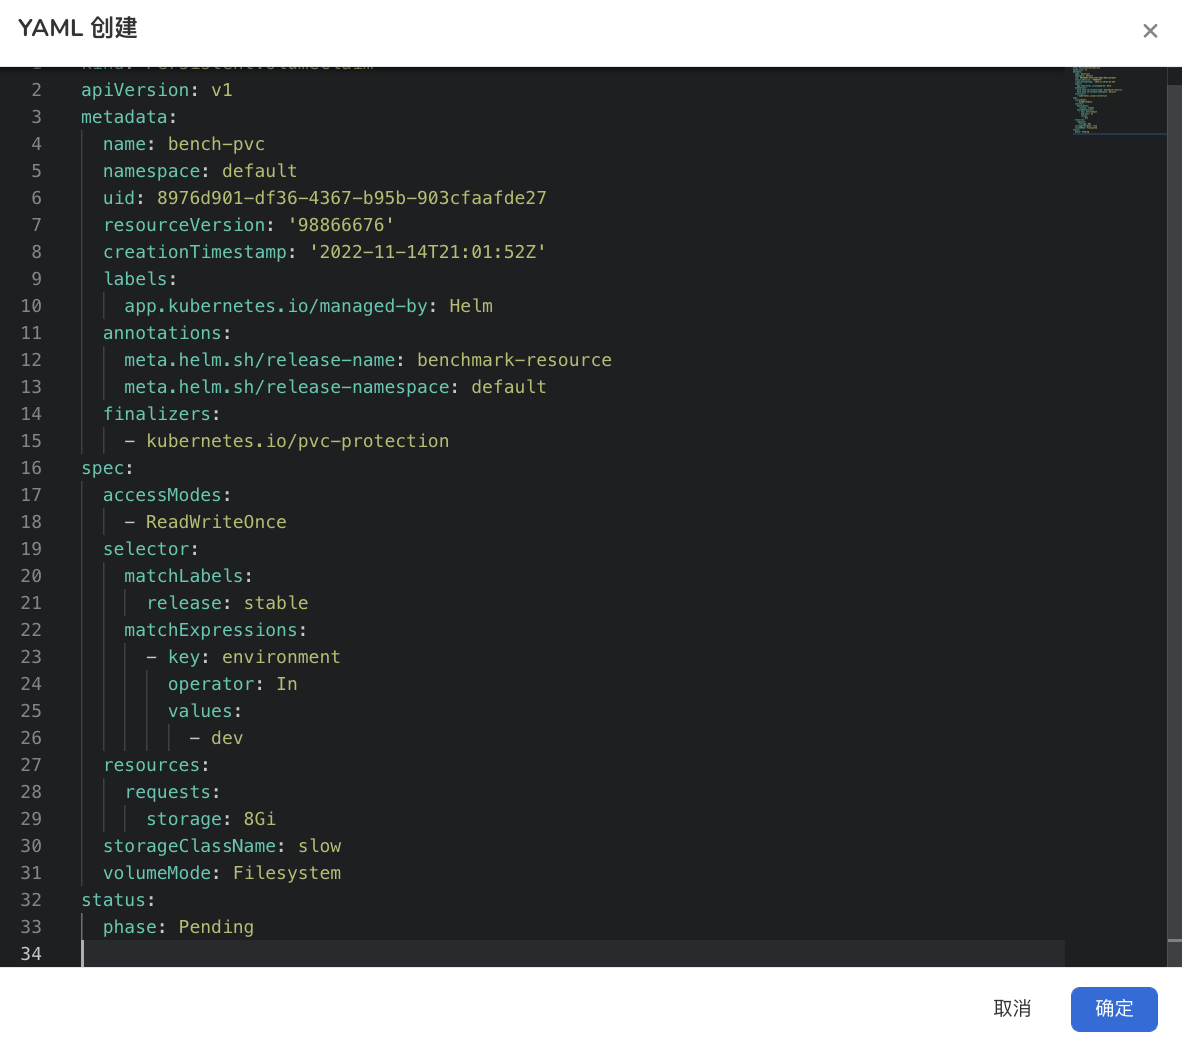 YAML 创建
1 kind: PersistentVolumeClaim
2 apiVersion: v1
3 metadata:
4 name: bench-pvc
5 namespace: default
6 uid: 8976d901-df36-4367-b95b-903cfaafde27
7 resourceVersion: '98866676'
8 creationTimestamp: '2022-11-14T21:01:52Z'
9 labels:
10 app.kubernetes.io/managed-by: Helm
11 annotations:
12 meta.helm.sh/release-name: benchmark-resource
13 meta.helm.sh/release-namespace: default
14 finalizers:
15 - kubernetes.io/pvc-protection
16 spec:
17 accessModes:
18 - ReadWriteOnce
19 selector:
20 matchLabels:
21 release: stable
22 matchExpressions:
23 - key: environment
24 operator: In
25 values:
26 - dev
27 resources:
28 requests:
29 storage: 8Gi
30 storageClassName: slow
31 volumeMode: Filesystem
32 status:
33 phase: Pending
34
取消 确定